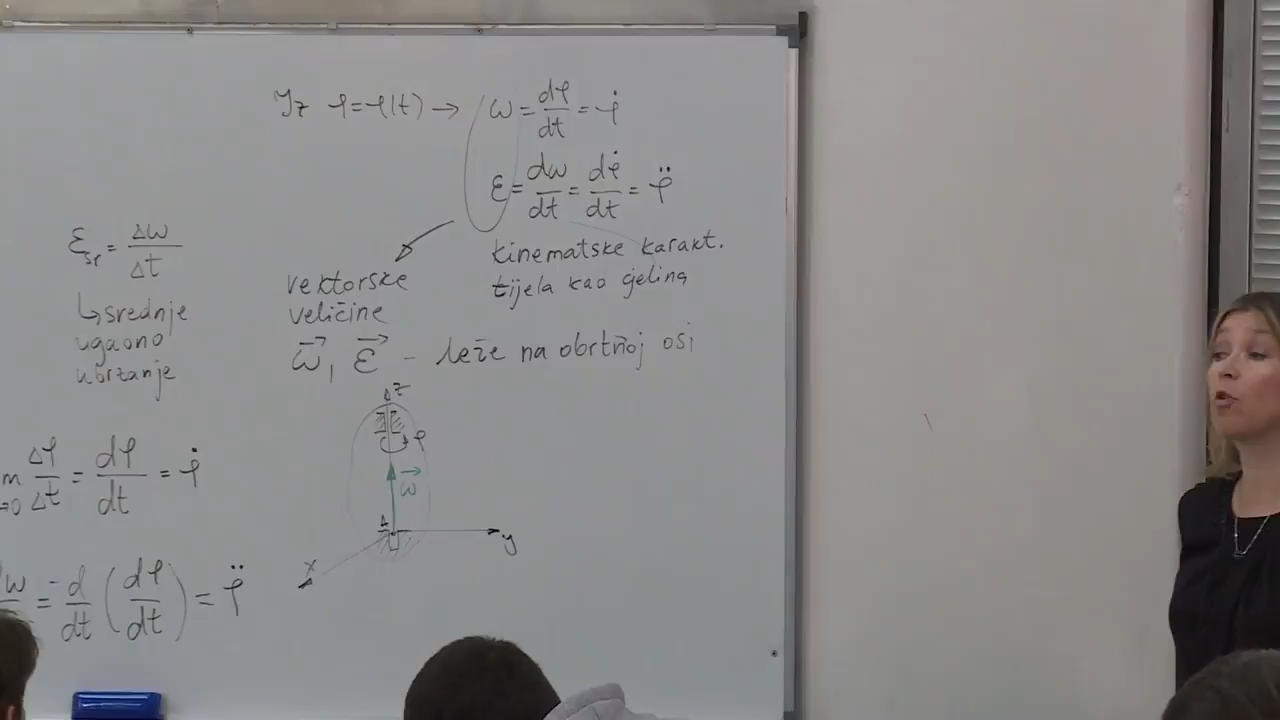 Iz φ=φ(t) → ω = dφ/dt = φ̇
ε = dω/dt = dφ̇/dt = φ̈
kinematske karakt.
tijela kao cjelina
vektorske
veličine
ω⃗, ε⃗ - leže na obrtnoj osi
z
φ
ω⃗
y
x
εsr = Δω/Δt
↳ srednje
ugaono
ubrzanje
Δφ/Δt = dφ/dt = φ̇
= d/dt (dφ/dt) = φ̈